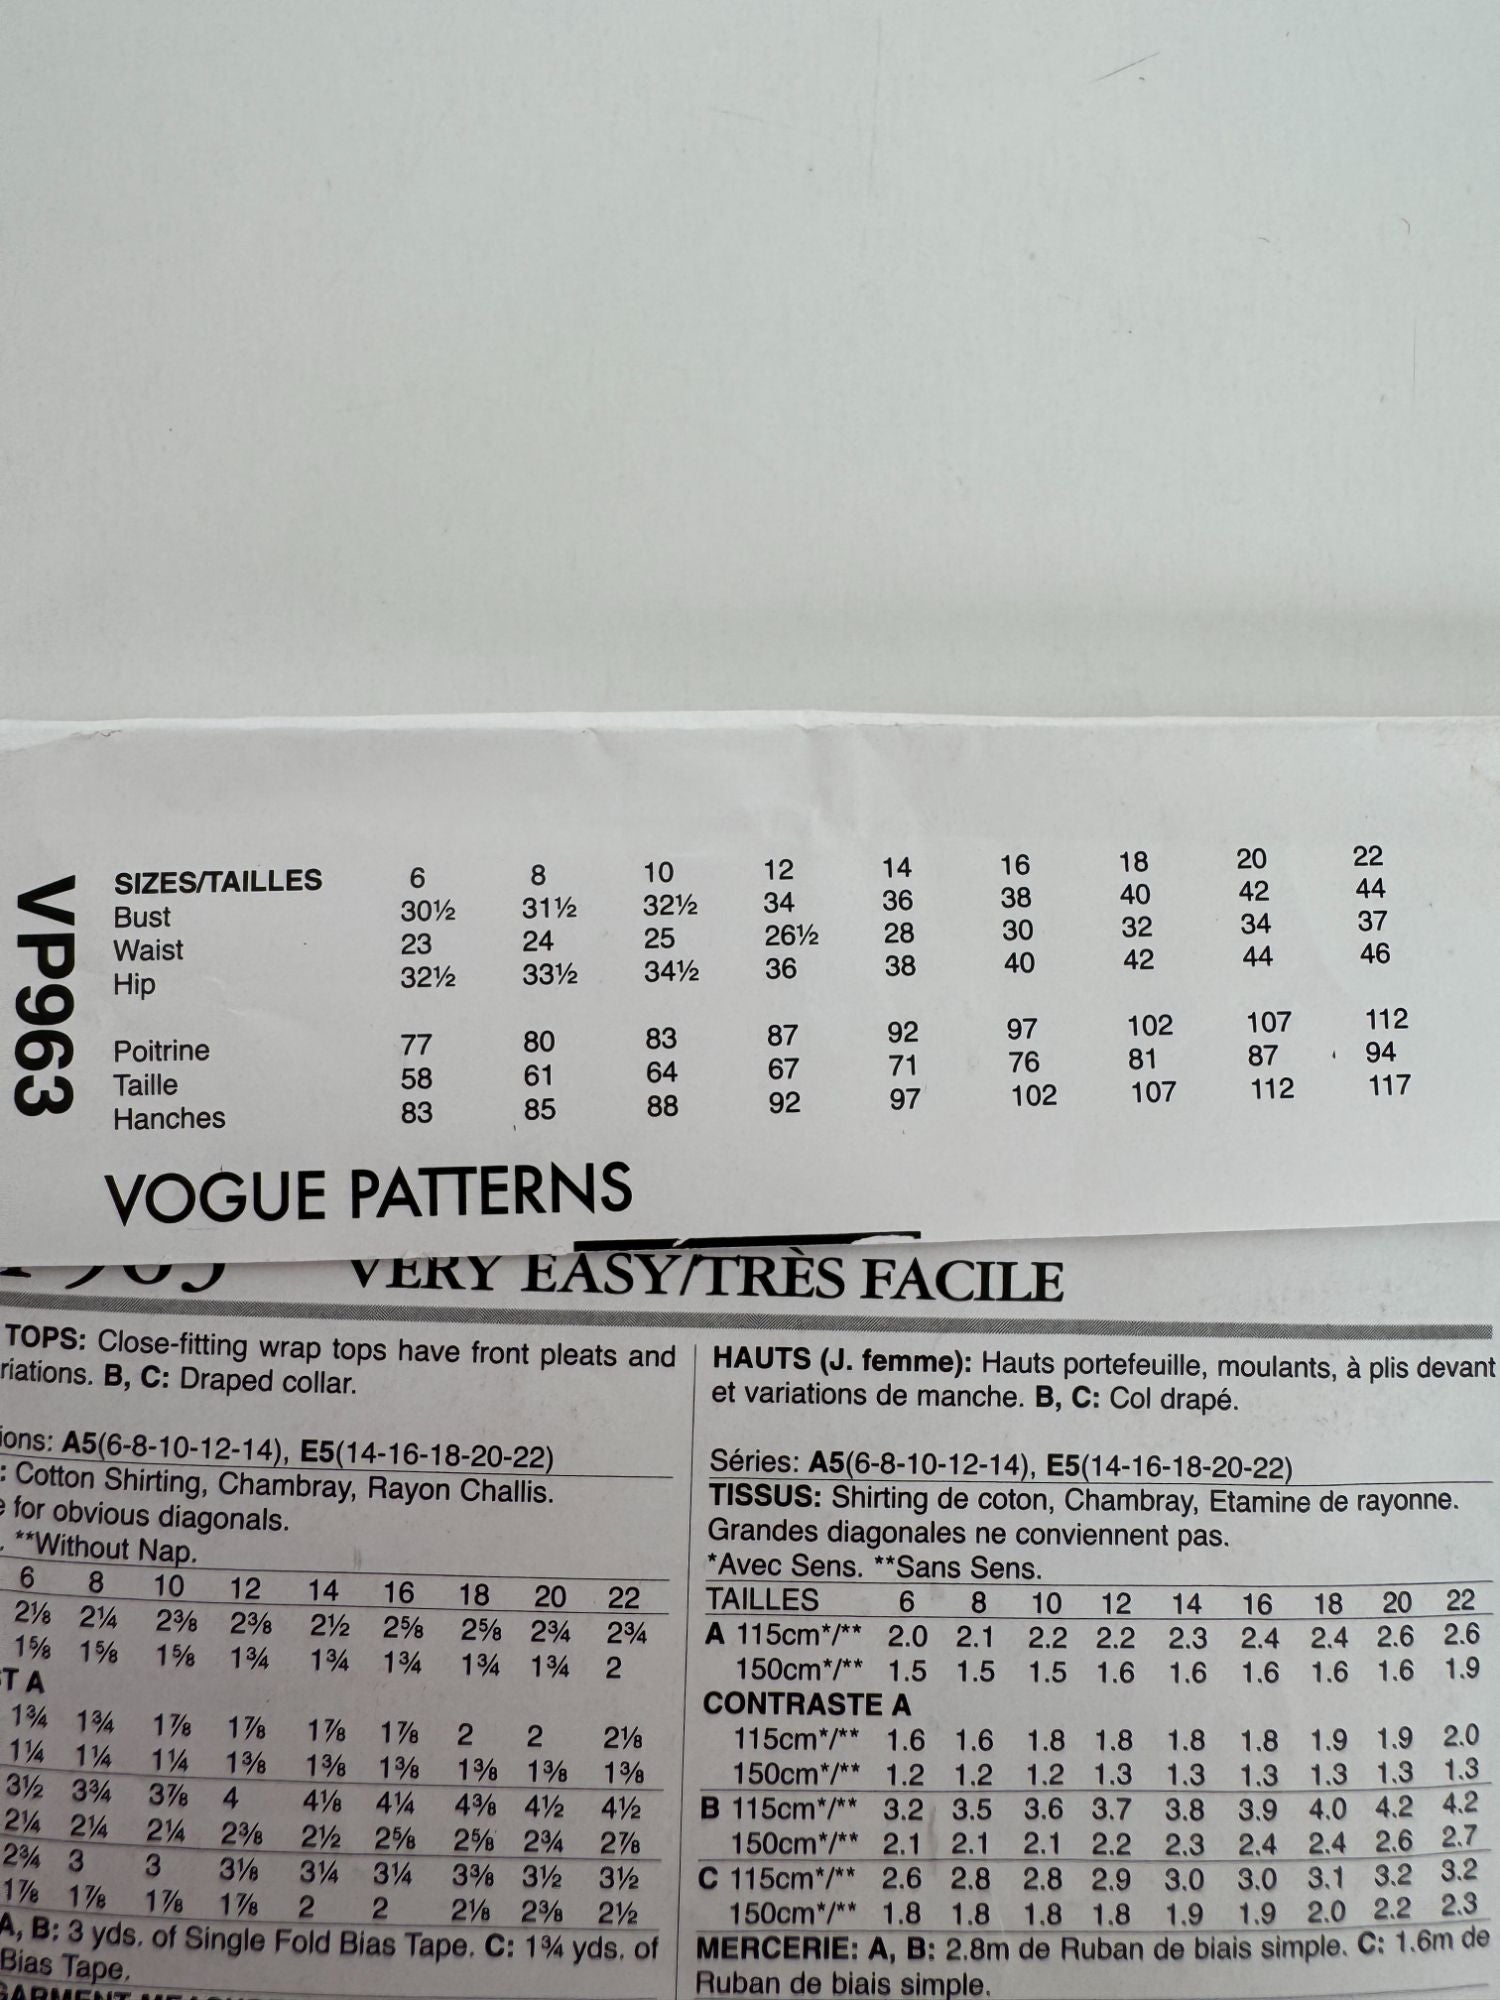 VP963
SIZES/TAILLES 6 8 10 12 14 16 18 20 22
Bust 30½ 31½ 32½ 34 36 38 40 42 44
Waist 23 24 25 26½ 28 30 32 34 37
Hip 32½ 33½ 34½ 36 38 40 42 44 46
Poitrine 77 80 83 87 92 97 102 107 112
Taille 58 61 64 67 71 76 81 87 94
Hanches 83 85 88 92 97 102 107 112 117
VOGUE PATTERNS
VERY EASY/TRÈS FACILE
TOPS: Close-fitting wrap tops have front pleats and
riations. B, C: Draped collar.
ions: A5(6-8-10-12-14), E5(14-16-18-20-22)
: Cotton Shirting, Chambray, Rayon Challis.
for obvious diagonals.
. **Without Nap.
6 8 10 12 14 16 18 20 22
2⅛ 2¼ 2⅜ 2⅜ 2½ 2⅝ 2⅝ 2¾ 2¾
1⅝ 1⅝ 1⅝ 1¾ 1¾ 1¾ 1¾ 1¾ 2
T A
1¾ 1¾ 1⅞ 1⅞ 1⅞ 1⅞ 2 2 2⅛
1¼ 1¼ 1¼ 1⅜ 1⅜ 1⅜ 1⅜ 1⅜ 1⅜
3½ 3¾ 3⅞ 4 4⅛ 4¼ 4⅜ 4½ 4½
2¼ 2¼ 2¼ 2⅜ 2½ 2⅝ 2⅝ 2¾ 2⅞
2¾ 3 3 3⅛ 3¼ 3¼ 3⅜ 3½ 3½
1⅞ 1⅞ 1⅞ 1⅞ 2 2 2⅛ 2⅜ 2½
A, B: 3 yds. of Single Fold Bias Tape. C: 1¾ yds. of
Bias Tape.
HAUTS (J. femme): Hauts portefeuille, moulants, à plis devant
et variations de manche. B, C: Col drapé.
Séries: A5(6-8-10-12-14), E5(14-16-18-20-22)
TISSUS: Shirting de coton, Chambray, Etamine de rayonne.
Grandes diagonales ne conviennent pas.
*Avec Sens. **Sans Sens.
TAILLES 6 8 10 12 14 16 18 20 22
A 115cm*/** 2.0 2.1 2.2 2.2 2.3 2.4 2.4 2.6 2.6
150cm*/** 1.5 1.5 1.5 1.6 1.6 1.6 1.6 1.6 1.9
CONTRASTE A
115cm*/** 1.6 1.6 1.8 1.8 1.8 1.8 1.9 1.9 2.0
150cm*/** 1.2 1.2 1.2 1.3 1.3 1.3 1.3 1.3 1.3
B 115cm*/** 3.2 3.5 3.6 3.7 3.8 3.9 4.0 4.2 4.2
150cm*/** 2.1 2.1 2.1 2.2 2.3 2.4 2.4 2.6 2.7
C 115cm*/** 2.6 2.8 2.8 2.9 3.0 3.0 3.1 3.2 3.2
150cm*/** 1.8 1.8 1.8 1.8 1.9 1.9 2.0 2.2 2.3
MERCERIE: A, B: 2.8m de Ruban de biais simple. C: 1.6m de
Ruban de biais simple.